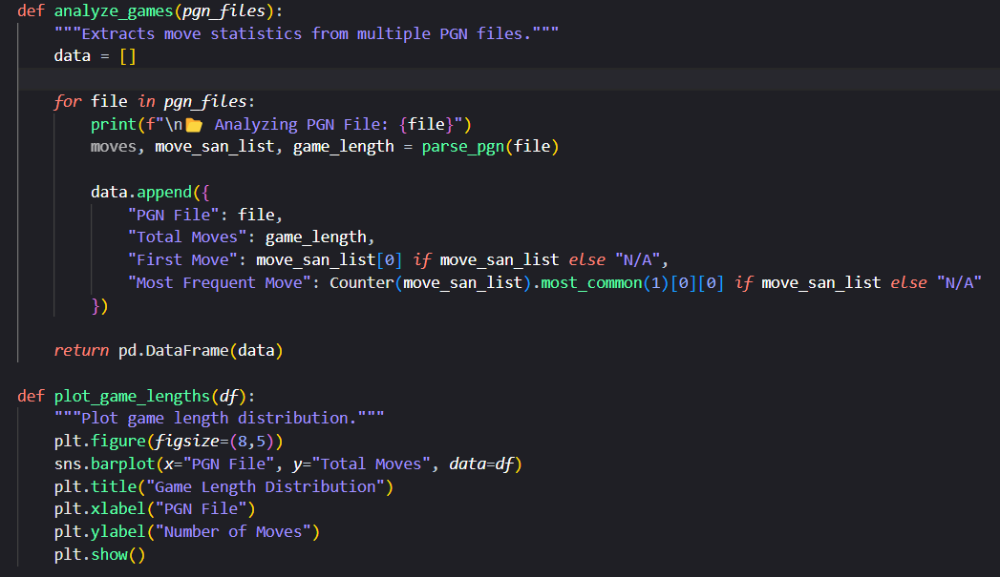 def analyze_games(pgn_files):
    """Extracts move statistics from multiple PGN files."""
    data = []

    for file in pgn_files:
        print(f"\n📂 Analyzing PGN File: {file}")
        moves, move_san_list, game_length = parse_pgn(file)

        data.append({
            "PGN File": file,
            "Total Moves": game_length,
            "First Move": move_san_list[0] if move_san_list else "N/A",
            "Most Frequent Move": Counter(move_san_list).most_common(1)[0][0] if move_san_list else "N/A"
        })

    return pd.DataFrame(data)

def plot_game_lengths(df):
    """Plot game length distribution."""
    plt.figure(figsize=(8,5))
    sns.barplot(x="PGN File", y="Total Moves", data=df)
    plt.title("Game Length Distribution")
    plt.xlabel("PGN File")
    plt.ylabel("Number of Moves")
    plt.show()